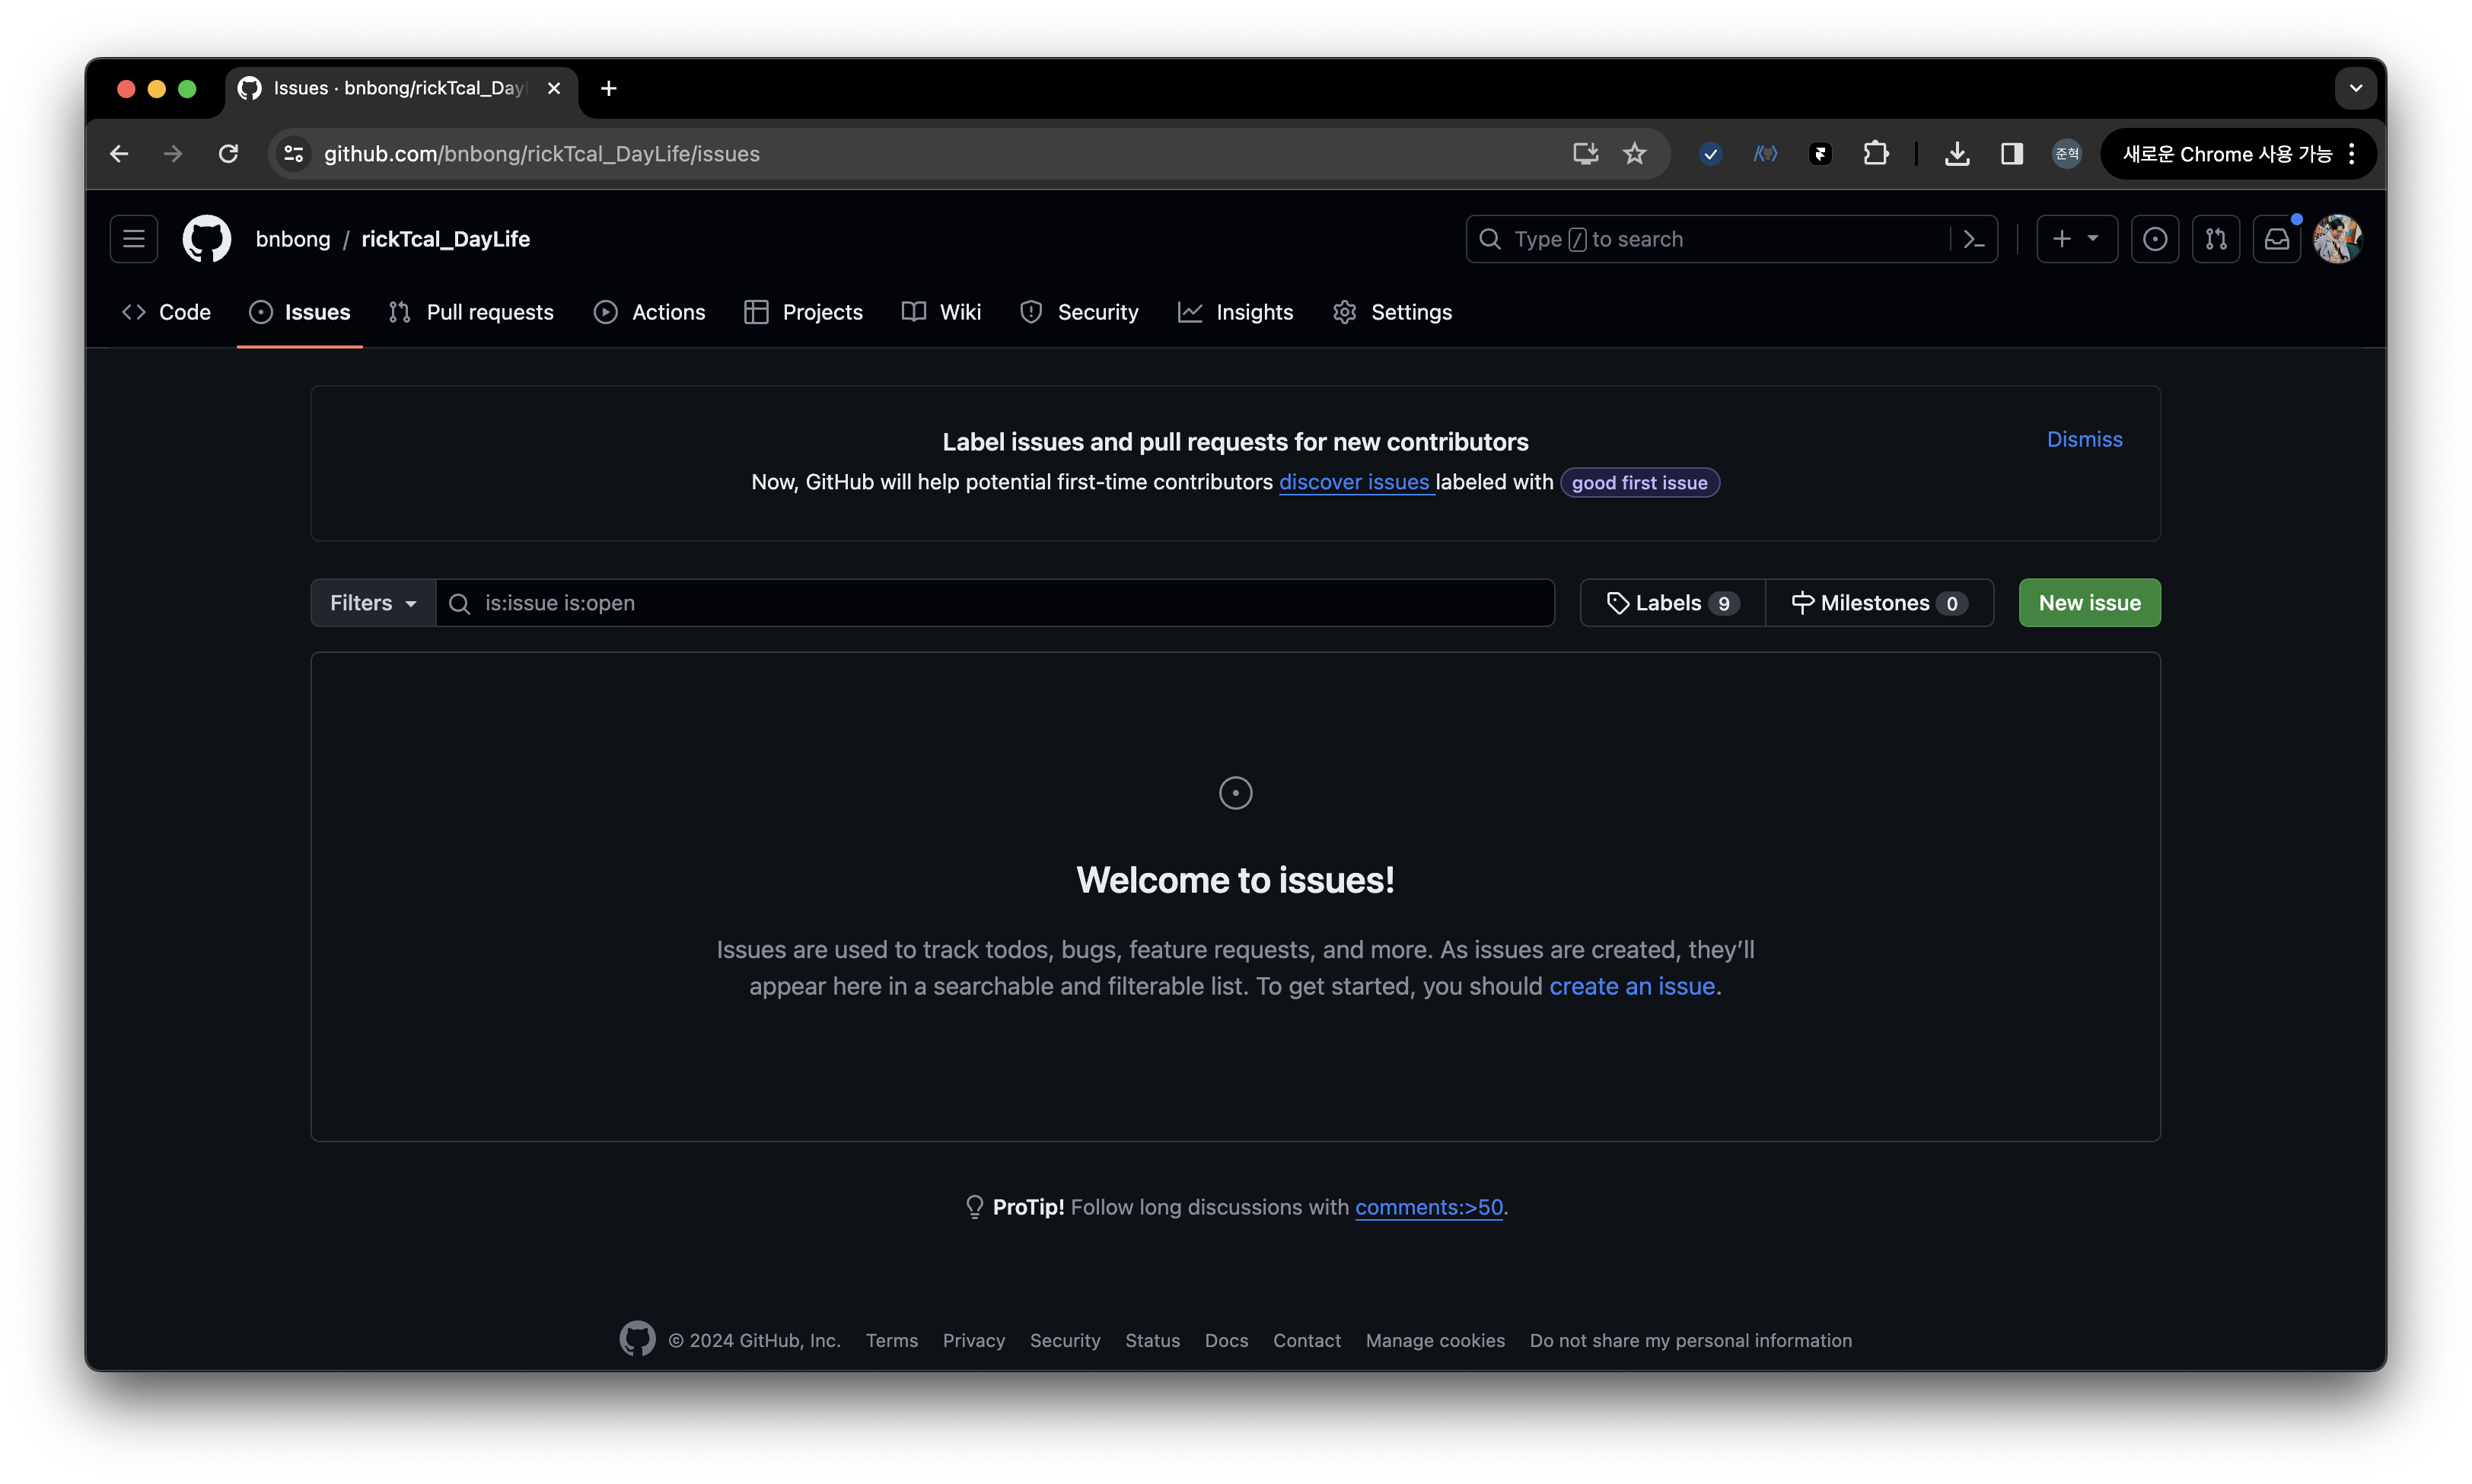 Issues · bnbong/rickTcal_Day
github.com/bnbong/rickTcal_DayLife/issues
준혁
새로운 Chrome 사용 가능
bnbong / rickTcal_DayLife
Type / to search
Code Issues Pull requests Actions Projects Wiki Security Insights Settings
Label issues and pull requests for new contributors
Dismiss
Now, GitHub will help potential first-time contributors discover issues labeled with good first issue
Filters is:issue is:open Labels 9 Milestones 0 New issue
Welcome to issues!
Issues are used to track todos, bugs, feature requests, and more. As issues are created, they’ll
appear here in a searchable and filterable list. To get started, you should create an issue.
ProTip! Follow long discussions with comments:>50.
© 2024 GitHub, Inc. Terms Privacy Security Status Docs Contact Manage cookies Do not share my personal information